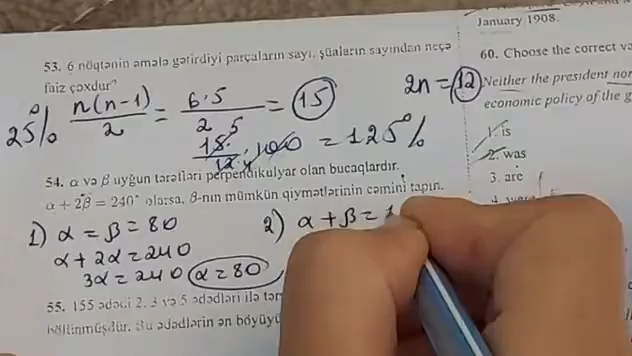 January 1908.
53. 6 nöqtənin əmələ gətirdiyi parçaların sayı, şüaların sayından neçə
faiz çoxdur?
25% n(n-1)/2 = 6·5/2 = 15
2n = 12
15/12 · 100 = 125%
54. α və β uyğun tərəfləri perpendikulyar olan bucaqlardır.
α + 2β = 240° olarsa, β-nın mümkün qiymətlərinin cəmini tapın.
1) α = β = 80
α + 2α = 240
3α = 240 α = 80
2) α + β = 1
55. 155 ədədi 2, 3 və 5 ədədləri ilə
bölünmüşdür. Bu ədədlərin ən
60. Choose the correct
Neither the president nor
economic policy of the
1. is
2. was
3. are
4.